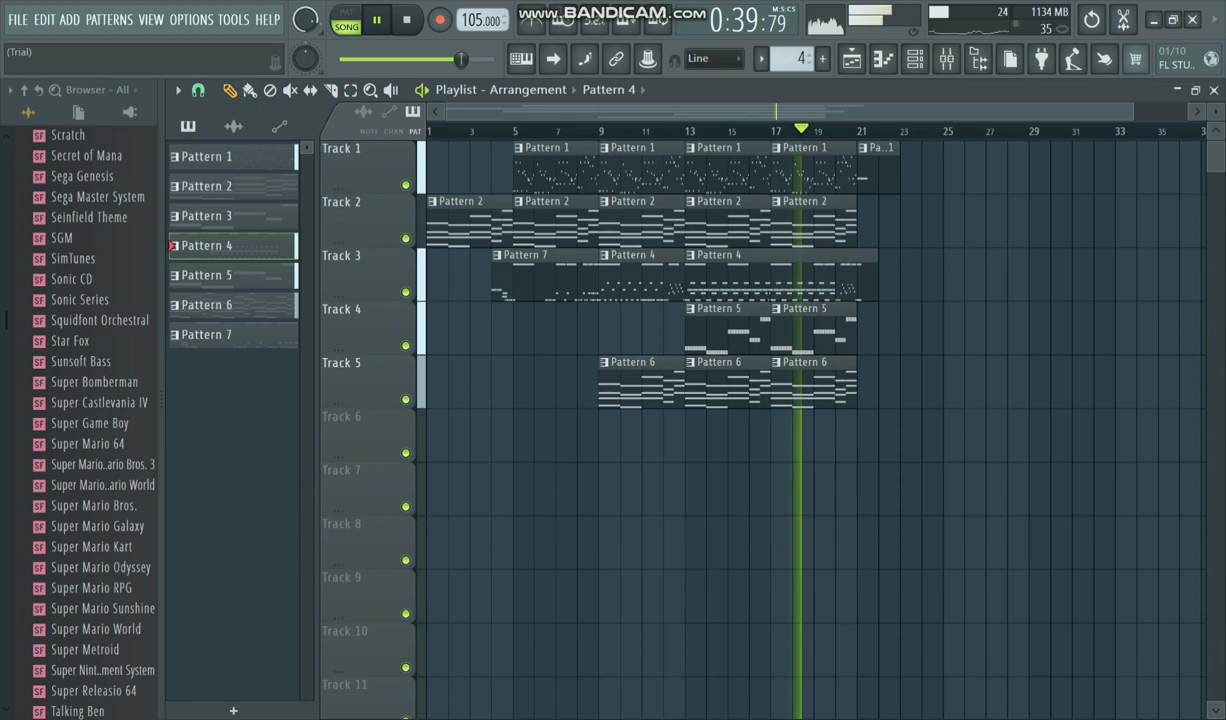 FILE EDIT ADD PATTERNS VIEW OPTIONS TOOLS HELP
PAT
SONG
105.000
www.BANDICAM.com
0:39:79
M:S:CS
24
1134 MB
35
(Trial)
Line
4
01/10
FL STU..
Browser - All
Playlist - Arrangement
Pattern 4
NOTE CHAN PAT
1 3 5 7 9 11 13 15 17 19 21 23 25 27 29 31 33 35 3
Scratch
Secret of Mana
Sega Genesis
Sega Master System
Seinfield Theme
SGM
SimTunes
Sonic CD
Sonic Series
Squidfont Orchestral
Star Fox
Sunsoft Bass
Super Bomberman
Super Castlevania IV
Super Game Boy
Super Mario 64
Super Mario..ario Bros. 3
Super Mario..ario World
Super Mario Bros.
Super Mario Galaxy
Super Mario Kart
Super Mario Odyssey
Super Mario RPG
Super Mario Sunshine
Super Mario World
Super Metroid
Super Nint..ment System
Super Releasio 64
Talking Ben
Pattern 1
Pattern 2
Pattern 3
Pattern 4
Pattern 5
Pattern 6
Pattern 7
Track 1
Pattern 1 Pattern 1 Pattern 1 Pattern 1 Pa..1
Track 2
Pattern 2 Pattern 2 Pattern 2 Pattern 2 Pattern 2
Track 3
Pattern 7 Pattern 4 Pattern 4
Track 4
Pattern 5 Pattern 5
Track 5
Pattern 6 Pattern 6 Pattern 6
Track 6
Track 7
Track 8
Track 9
Track 10
Track 11